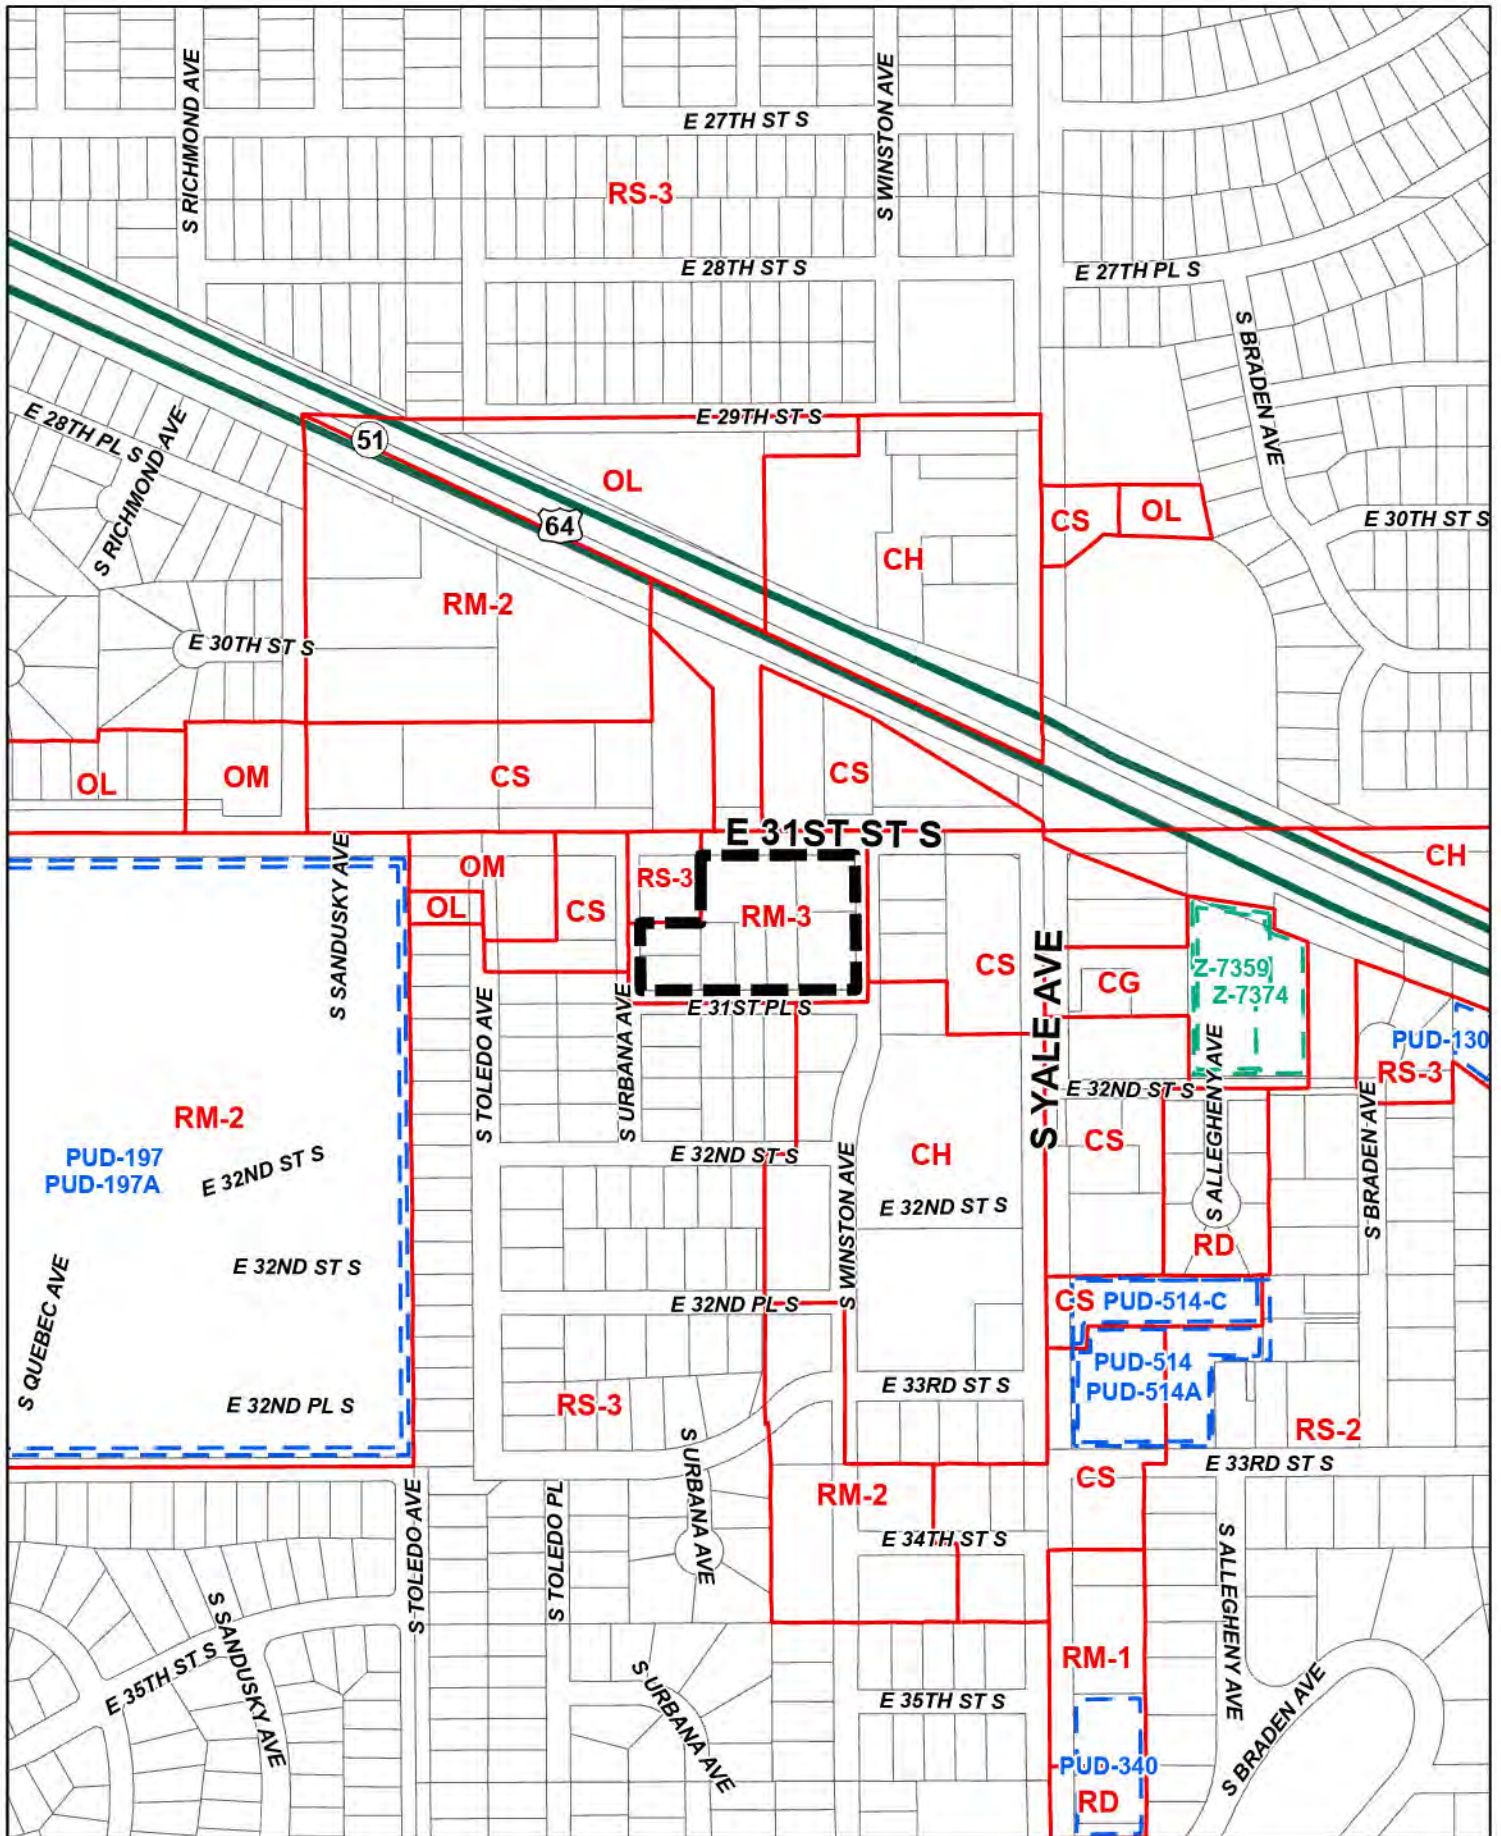 S RICHMOND AVE
S WINSTON AVE
E 27TH ST S
RS-3
E 28TH ST S
E 27TH PL S
S BRADEN AVE
E 28TH PL S
S RICHMOND AVE
51
E 29TH ST S
OL
64
CH
CS
OL
E 30TH ST S
RM-2
E 30TH ST S
OL
OM
CS
CS
E 31ST ST S
CH
S SANDUSKY AVE
OM
OL
CS
RS-3
RM-3
CS
S YALE AVE
CG
Z-7359
Z-7374
E 31ST PL S
S TOLEDO AVE
S URBANA AVE
PUD-130
RS-3
S ALLEGHENY AVE
E 32ND ST S
RM-2
PUD-197
PUD-197A
E 32ND ST S
E 32ND ST S
S WINSTON AVE
CH
CS
S BRADEN AVE
E 32ND ST S
RD
E 32ND ST S
S QUEBEC AVE
E 32ND PL S
CS
PUD-514-C
PUD-514
PUD-514A
E 32ND PL S
RS-3
E 33RD ST S
RS-2
S URBANA AVE
E 33RD ST S
CS
RM-2
S TOLEDO AVE
S TOLEDO PL
E 34TH ST S
S ALLEGHENY AVE
S SANDUSKY AVE
E 35TH ST S
S URBANA AVE
RM-1
E 35TH ST S
S BRADEN AVE
PUD-340
RD